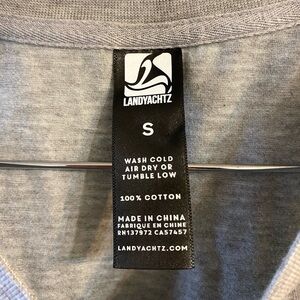 LANDYACHTZ
S
WASH COLD
AIR DRY OR
TUMBLE LOW
100% COTTON
MADE IN CHINA
FABRIQUE EN CHINE
RN137972 CA57457
LANDYACHTZ.COM